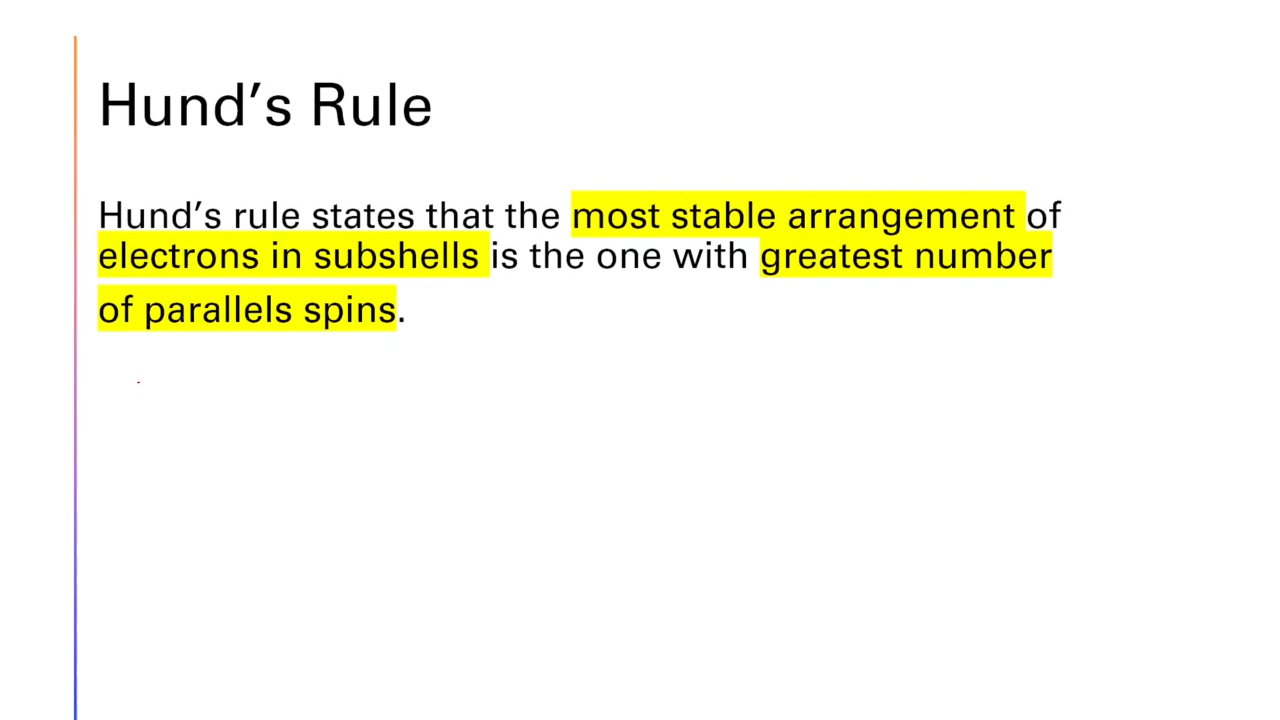 Hund’s Rule
Hund’s rule states that the most stable arrangement of
electrons in subshells is the one with greatest number
of parallels spins.